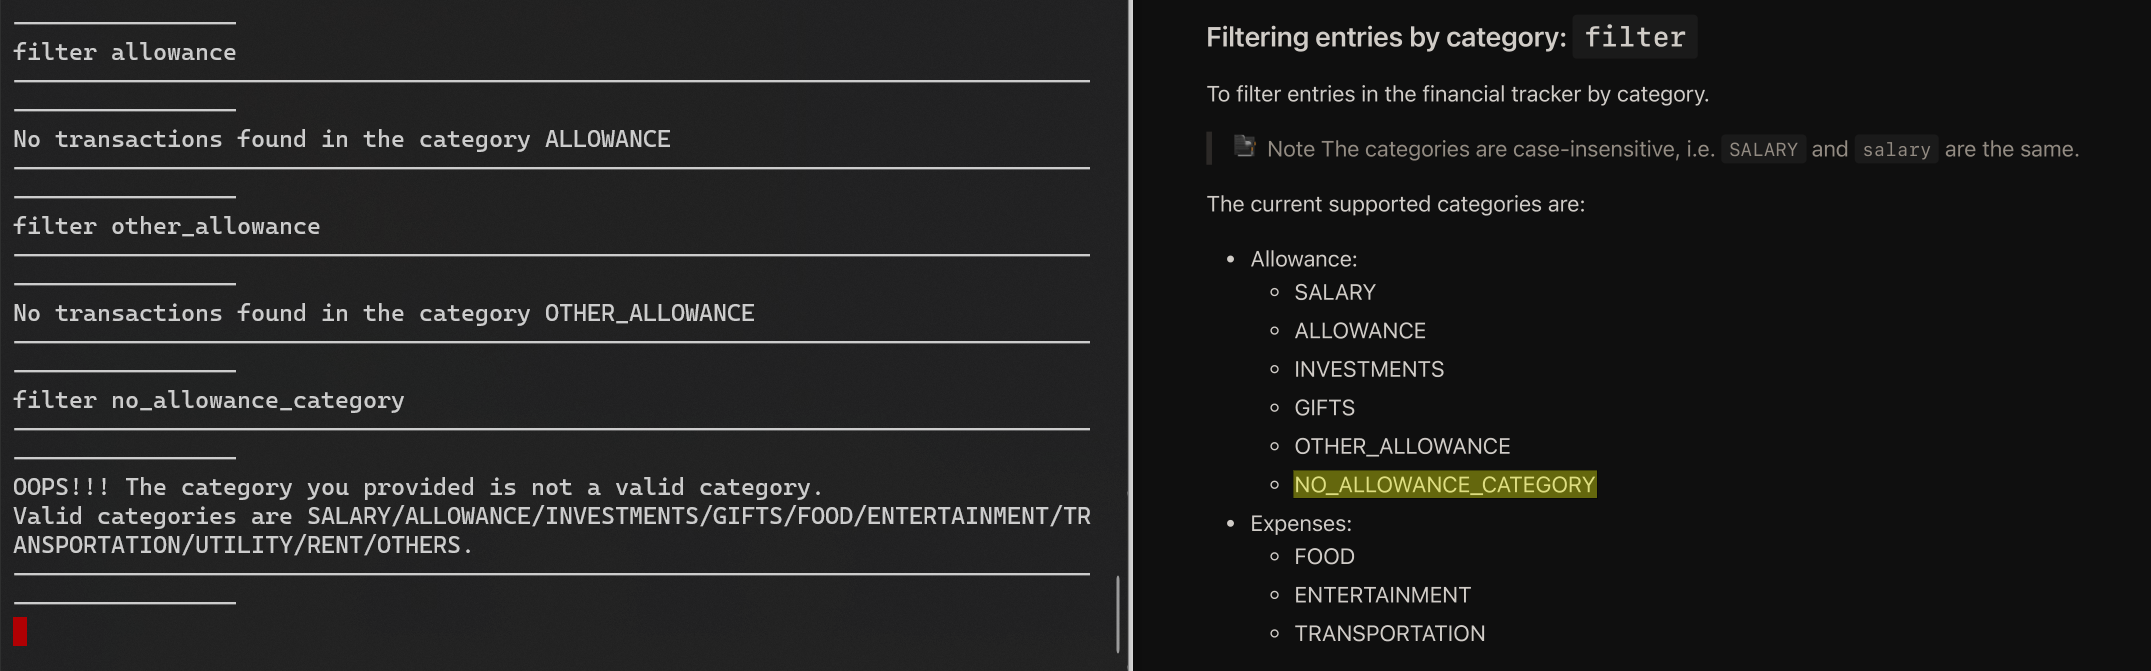 filter allowance
No transactions found in the category ALLOWANCE
filter other_allowance
No transactions found in the category OTHER_ALLOWANCE
filter no_allowance_category
OOPS!!! The category you provided is not a valid category.
Valid categories are SALARY/ALLOWANCE/INVESTMENTS/GIFTS/FOOD/ENTERTAINMENT/TR
ANSPORTATION/UTILITY/RENT/OTHERS.
Filtering entries by category: filter
To filter entries in the financial tracker by category.
Note The categories are case-insensitive, i.e. SALARY and salary are the same.
The current supported categories are:
• Allowance:
◦ SALARY
◦ ALLOWANCE
◦ INVESTMENTS
◦ GIFTS
◦ OTHER_ALLOWANCE
◦ NO_ALLOWANCE_CATEGORY
• Expenses:
◦ FOOD
◦ ENTERTAINMENT
◦ TRANSPORTATION